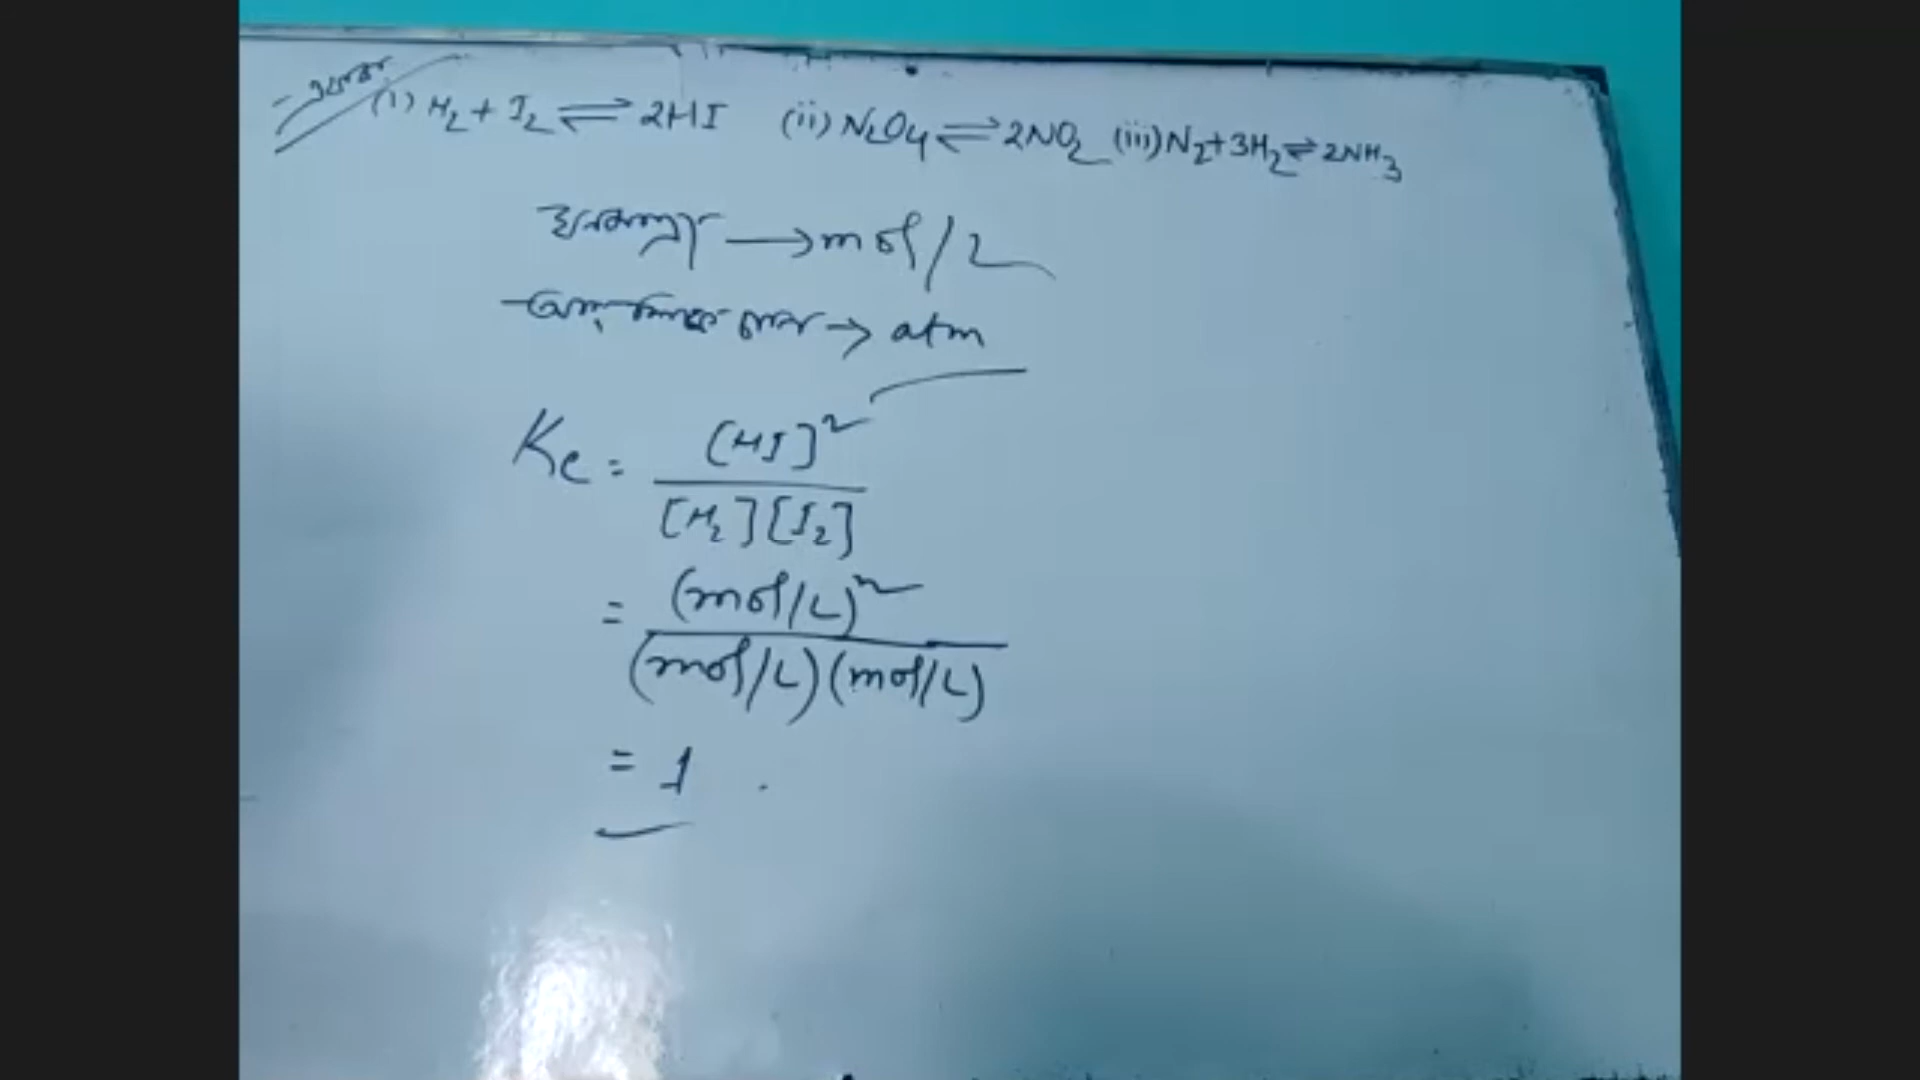 (i) H₂ + I₂ ⇌ 2HI (ii) N₂O₄ ⇌ 2NO₂ (iii) N₂ + 3H₂ ⇌ 2NH₃
ঘনমাত্রা → mol/L
আংশিক চাপ → atm
Kc = [HI]² / [H₂][I₂]
= (mol/L)² / (mol/L)(mol/L)
= 1